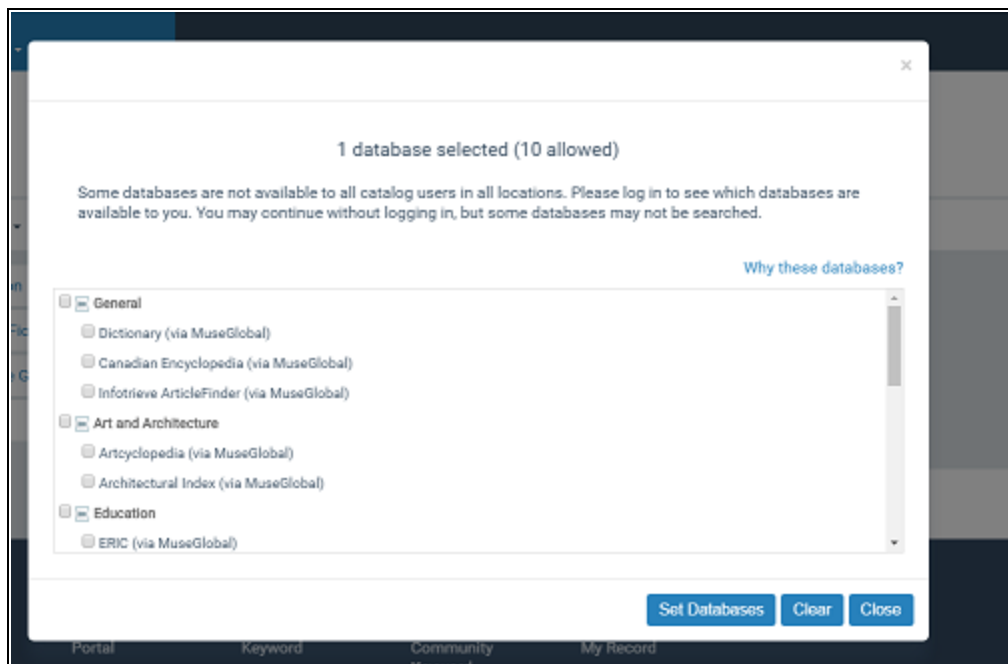 ×
1 database selected (10 allowed)
Some databases are not available to all catalog users in all locations. Please log in to see which databases are
available to you. You may continue without logging in, but some databases may not be searched.
Why these databases?
General
Dictionary (via MuseGlobal)
Canadian Encyclopedia (via MuseGlobal)
Infotrieve ArticleFinder (via MuseGlobal)
Art and Architecture
Artcyclopedia (via MuseGlobal)
Architectural Index (via MuseGlobal)
Education
ERIC (via MuseGlobal)
Set Databases Clear Close
Portal Keyword Community My Record